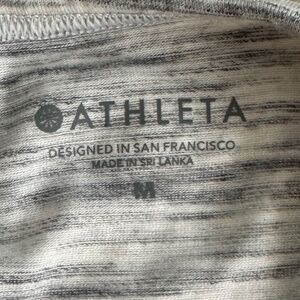 ATHLETA
DESIGNED IN SAN FRANCISCO
MADE IN SRI LANKA
M